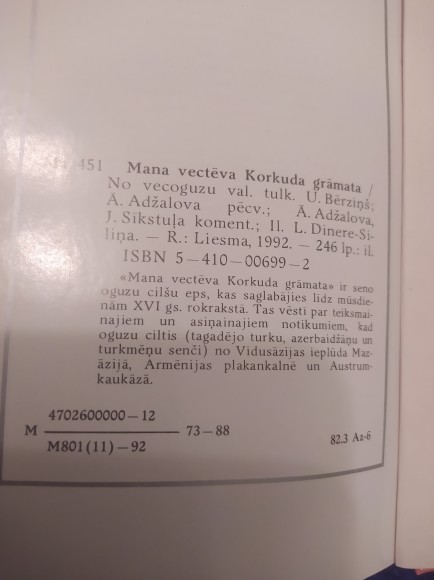 451 Mana vectēva Korkuda grāmata /
No vecoguzu val. tulk. U. Bērziņš;
Ā. Adžalova pēcv.; Ā. Adžalova,
J. Sīkstuļa koment.; Il. L. Dinere-Si-
liņa. — R.: Liesma, 1992. — 246 lp.: il.
ISBN 5—410—00699—2
«Mana vectēva Korkuda grāmata» ir seno
oguzu cilšu eps, kas saglabājies līdz mūsdie-
nām XVI gs. rokrakstā. Tas vēsti par teiksmai-
najiem un asiņainajiem notikumiem, kad
oguzu ciltis (tagadējo turku, azerbaidžāņu un
turkmēņu senči) no Vidusāzijas ieplūda Maz-
āzijā, Armēnijas plakankalnē un Austrum-
kaukāzā.
4702600000—12
M 73—88
M801(11)—92
82.3 Az-6